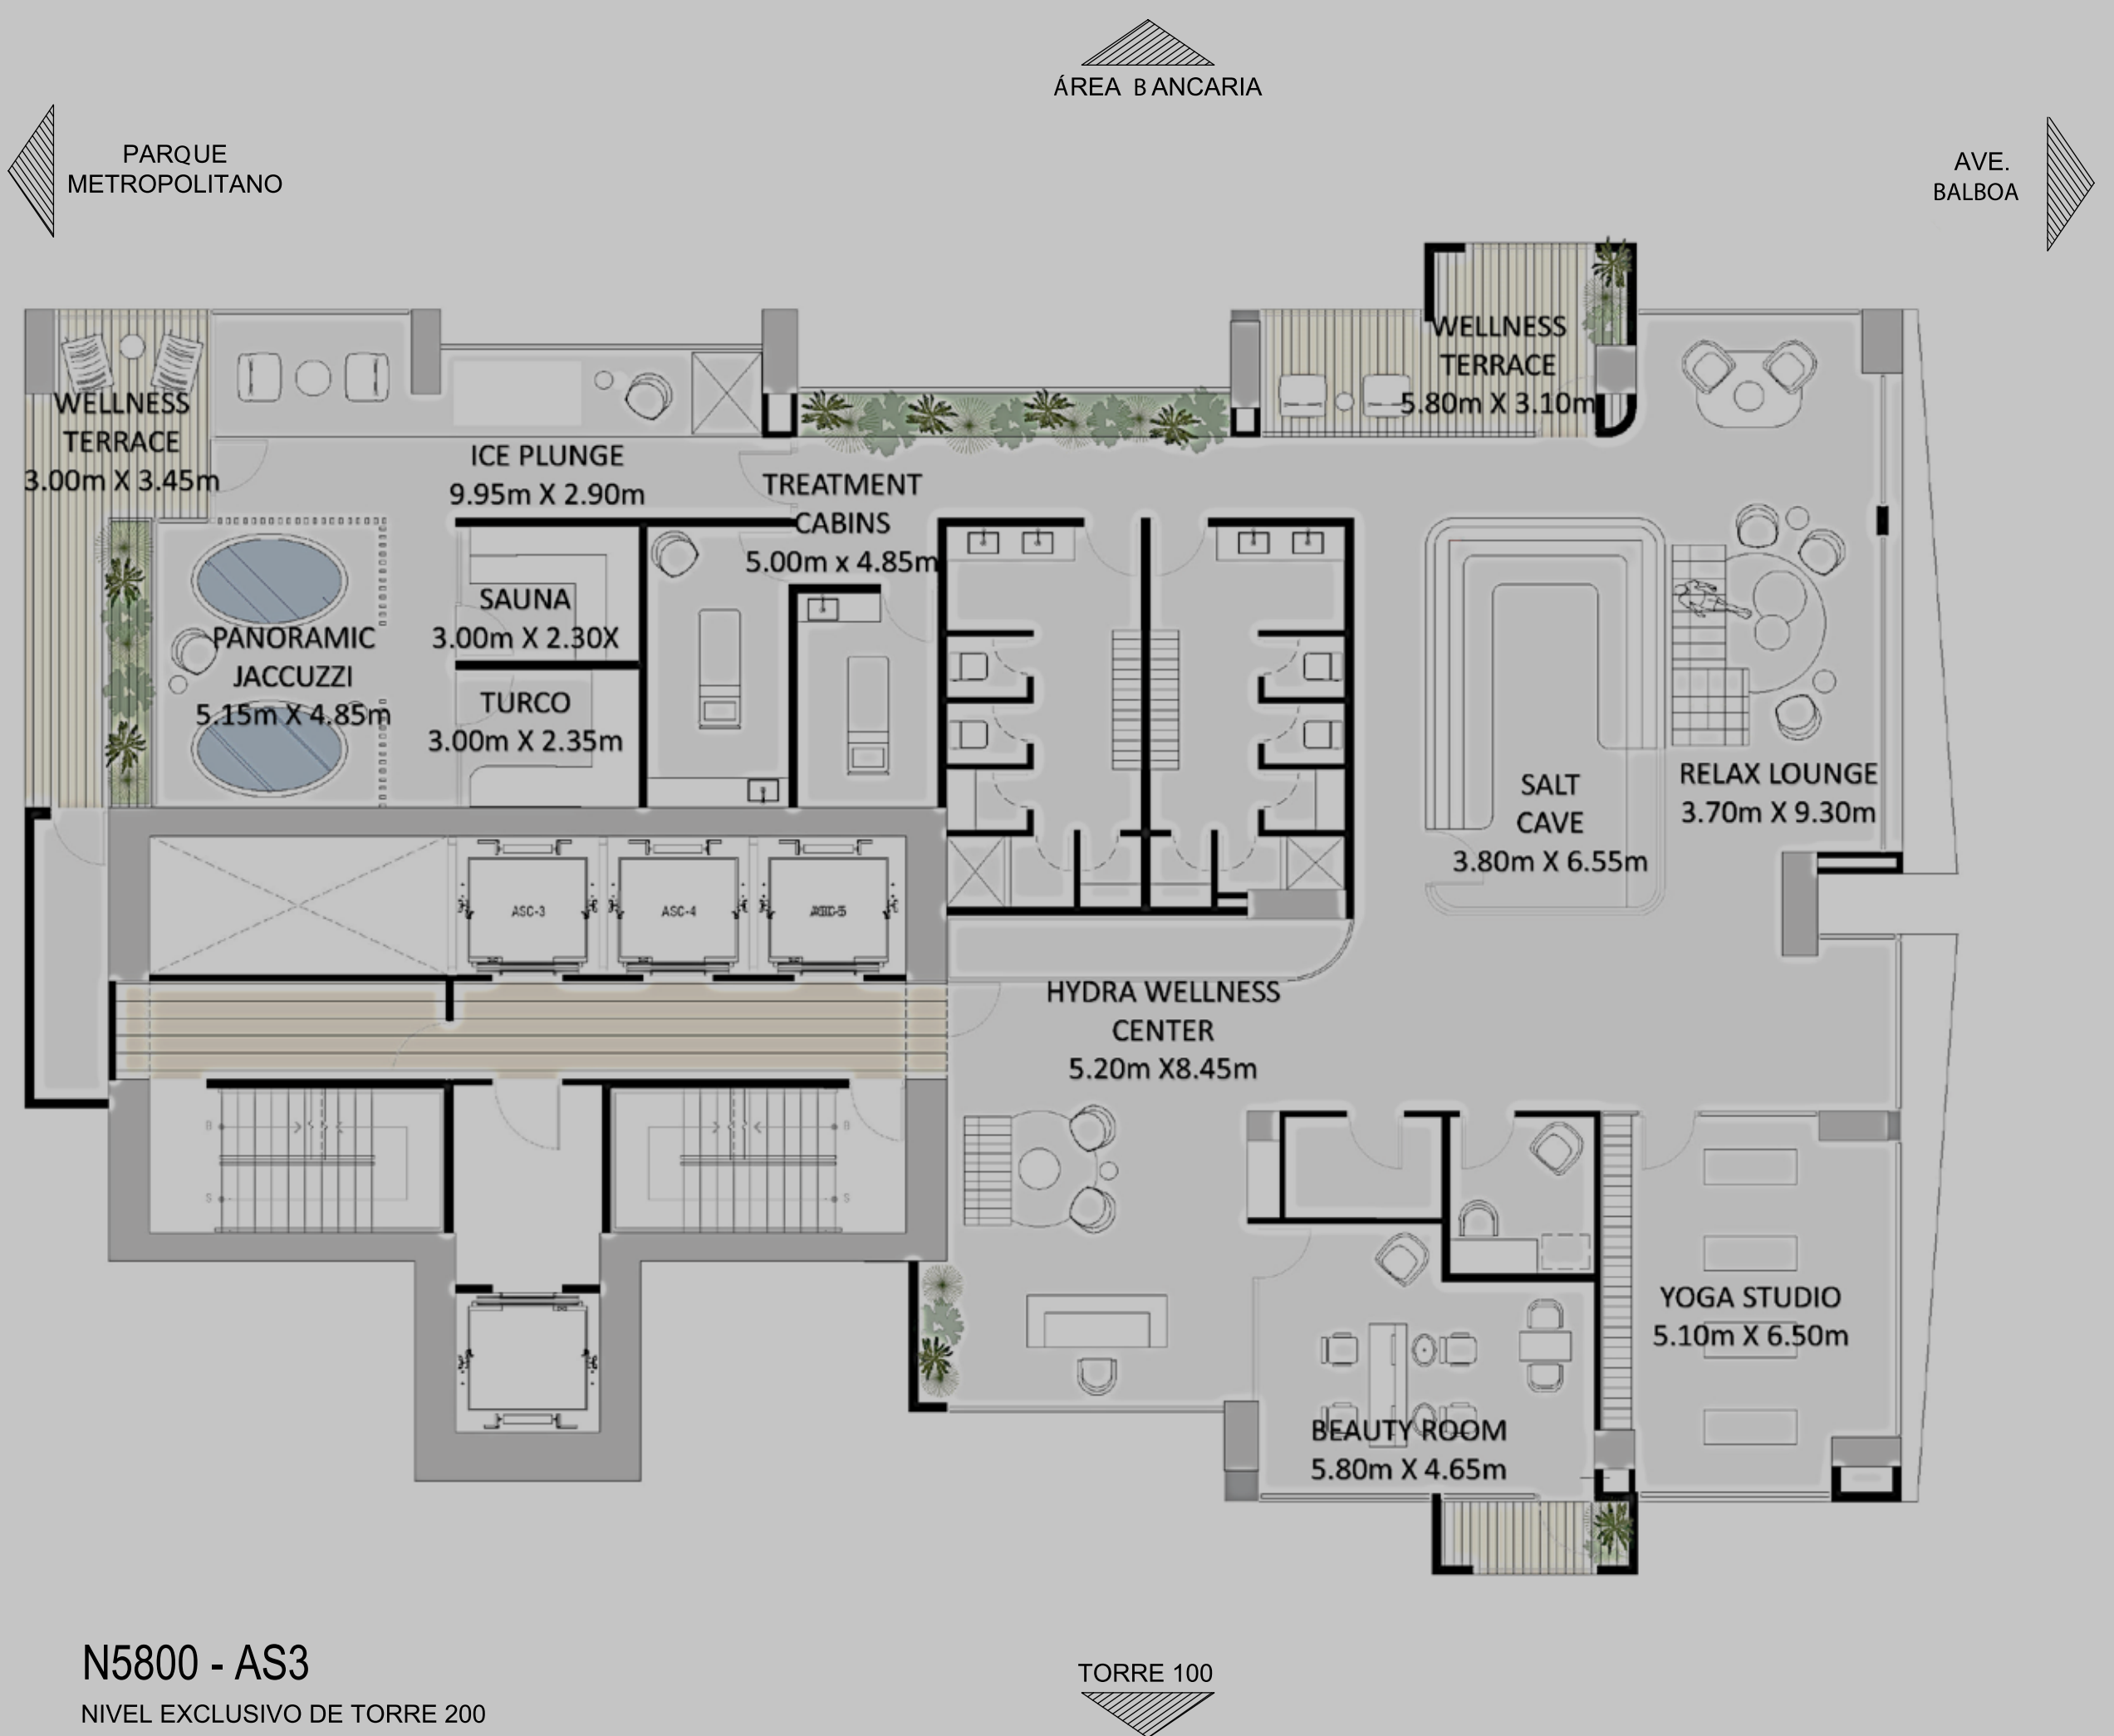 ÁREA BANCARIA
PARQUE
METROPOLITANO
AVE.
BALBOA
WELLNESS
TERRACE
5.80m X 3.10m
WELLNESS
TERRACE
3.00m X 3.45m
ICE PLUNGE
9.95m X 2.90m
TREATMENT
CABINS
5.00m x 4.85m
SAUNA
3.00m X 2.30X
PANORAMIC
JACCUZZI
5.15m X 4.85m
TURCO
3.00m X 2.35m
SALT
CAVE
3.80m X 6.55m
RELAX LOUNGE
3.70m X 9.30m
ASC-3
ASC-4
HYDRA WELLNESS
CENTER
5.20m X8.45m
B
B
S
S
YOGA STUDIO
5.10m X 6.50m
BEAUTY ROOM
5.80m X 4.65m
N5800 - AS3
NIVEL EXCLUSIVO DE TORRE 200
TORRE 100